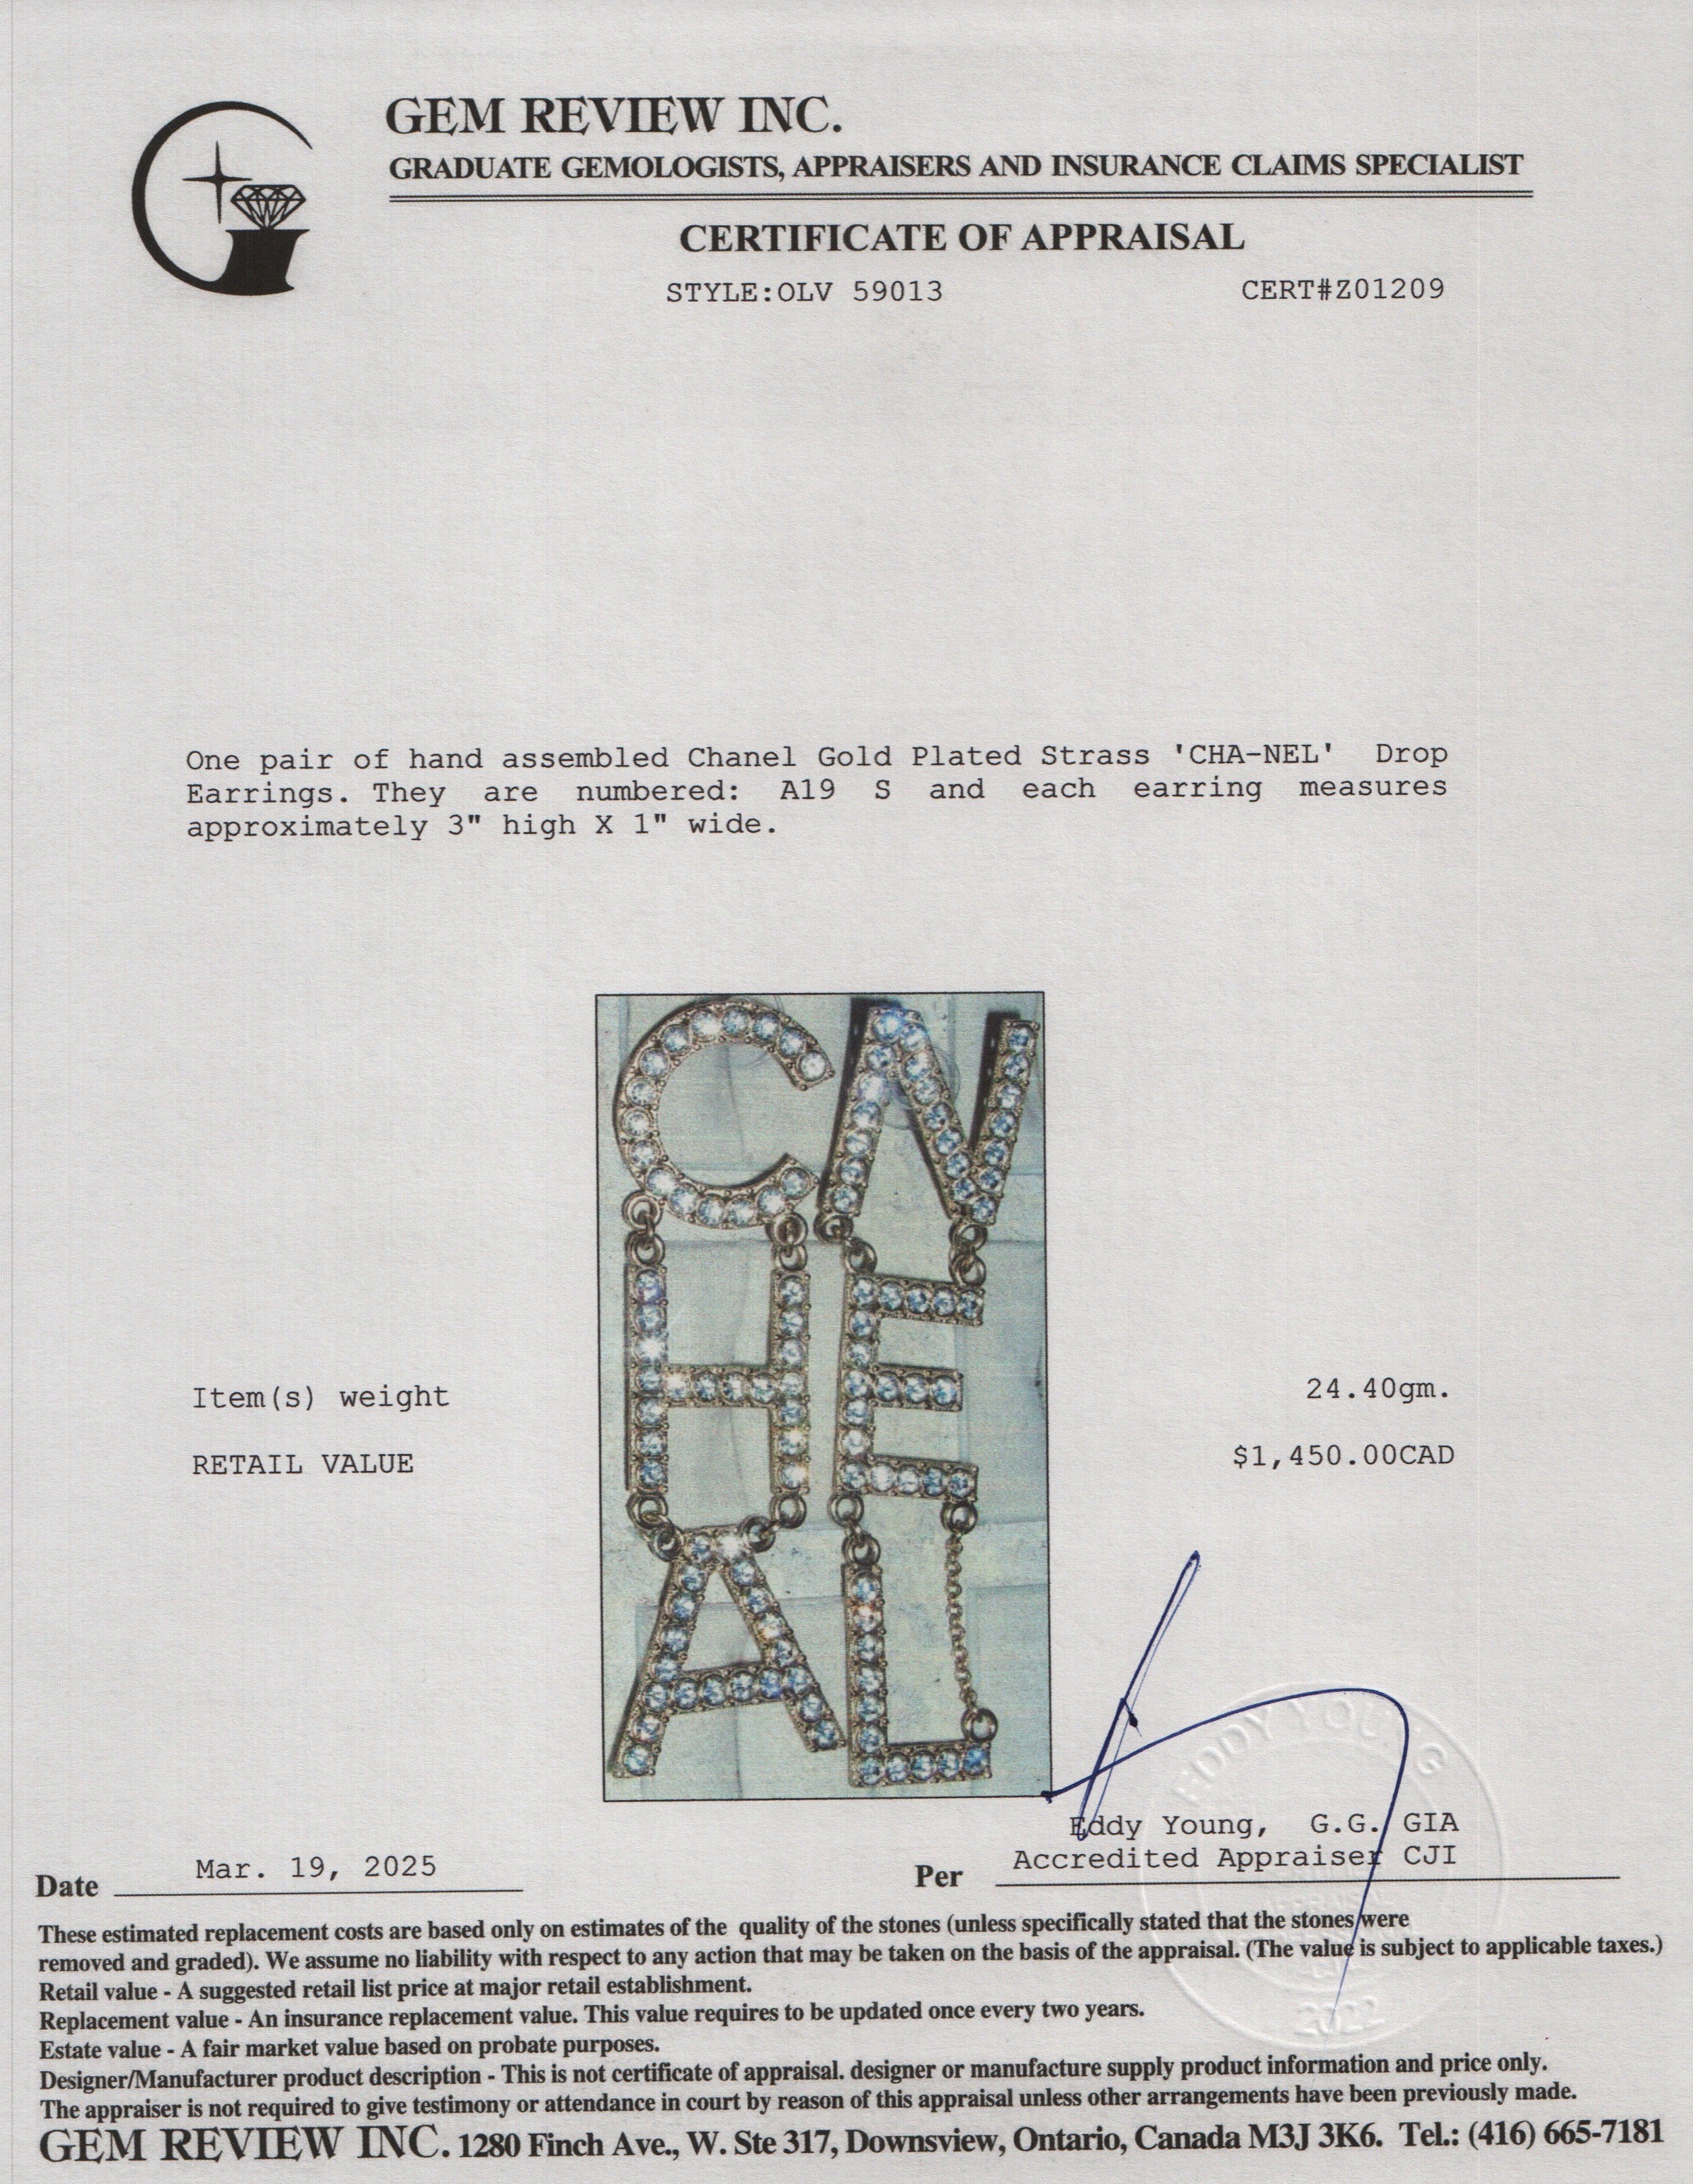 GEM REVIEW INC.
GRADUATE GEMOLOGISTS, APPRAISERS AND INSURANCE CLAIMS SPECIALIST
CERTIFICATE OF APPRAISAL
STYLE:OLV 59013 CERT#Z01209
One pair of hand assembled Chanel Gold Plated Strass 'CHA-NEL' Drop
Earrings. They are numbered: A19 S and each earring measures
approximately 3" high X 1" wide.
C N
H E
A L
Item(s) weight 24.40gm.
RETAIL VALUE $1,450.00CAD
EDDY YOUNG
Eddy Young, G.G. GIA
Accredited Appraiser CJI
Date Mar. 19, 2025 Per
2022
These estimated replacement costs are based only on estimates of the quality of the stones (unless specifically stated that the stones were
removed and graded). We assume no liability with respect to any action that may be taken on the basis of the appraisal. (The value is subject to applicable taxes.)
Retail value - A suggested retail list price at major retail establishment.
Replacement value - An insurance replacement value. This value requires to be updated once every two years.
Estate value - A fair market value based on probate purposes.
Designer/Manufacturer product description - This is not certificate of appraisal. designer or manufacture supply product information and price only.
The appraiser is not required to give testimony or attendance in court by reason of this appraisal unless other arrangements have been previously made.
GEM REVIEW INC. 1280 Finch Ave., W. Ste 317, Downsview, Ontario, Canada M3J 3K6. Tel.: (416) 665-7181